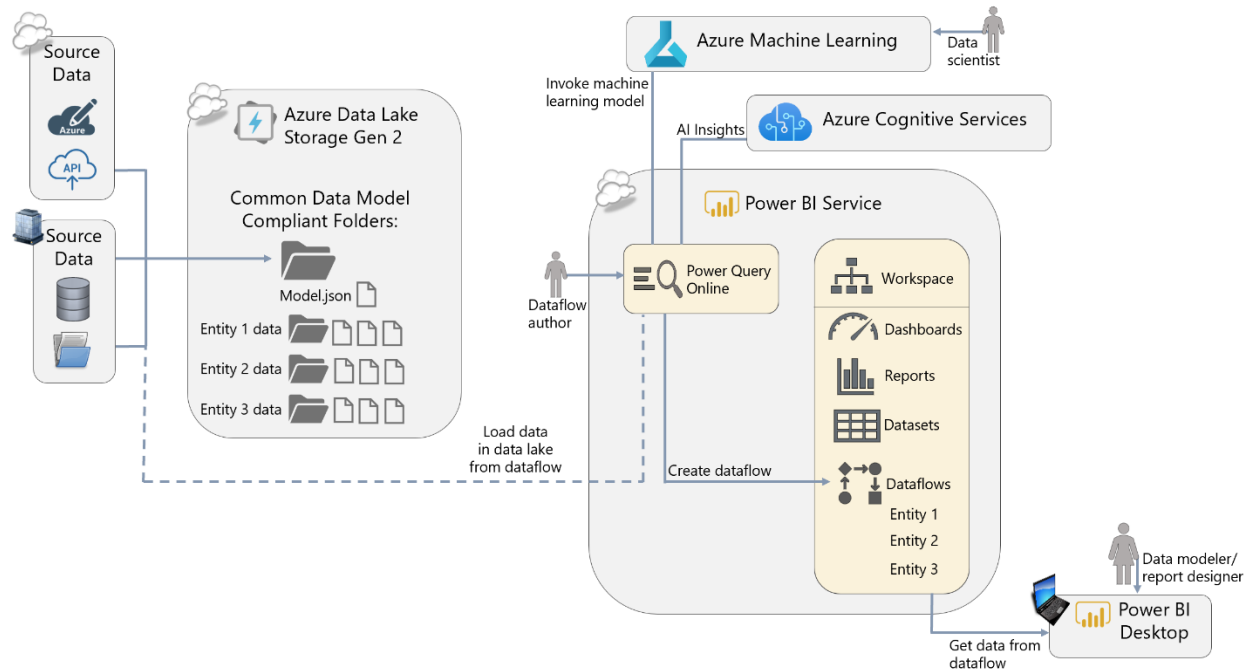 Source
Data
Azure
API
Source
Data
Azure Data Lake
Storage Gen 2
Common Data Model
Compliant Folders:
Model.json
Entity 1 data
Entity 2 data
Entity 3 data
Load data
in data lake
from dataflow
Azure Machine Learning
Data
scientist
Invoke machine
learning model
Azure Cognitive Services
AI Insights
Power BI Service
Dataflow
author
Power Query
Online
Workspace
Dashboards
Reports
Datasets
Create dataflow
Dataflows
Entity 1
Entity 2
Entity 3
Data modeler/
report designer
Power BI
Desktop
Get data from
dataflow